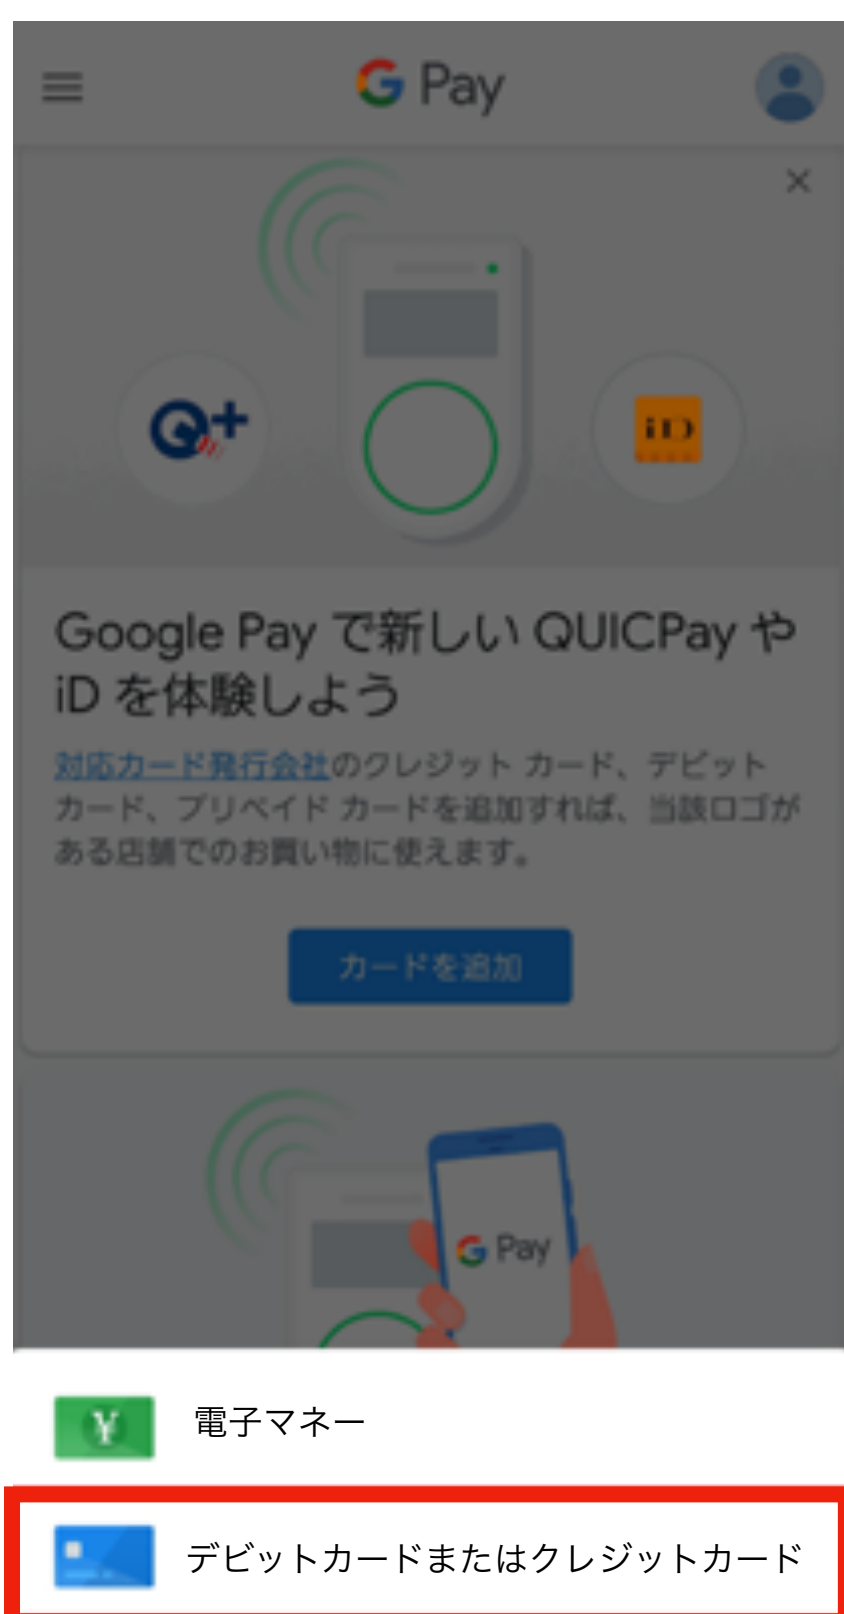 G Pay
Q+
iD
Google Pay で新しい QUICPay や
iD を体験しよう
対応カード発行会社のクレジット カード、デビット
カード、プリペイド カードを追加すれば、当該ロゴが
ある店舗でのお買い物に使えます。
カードを追加
G Pay
¥
電子マネー
デビットカードまたはクレジットカード